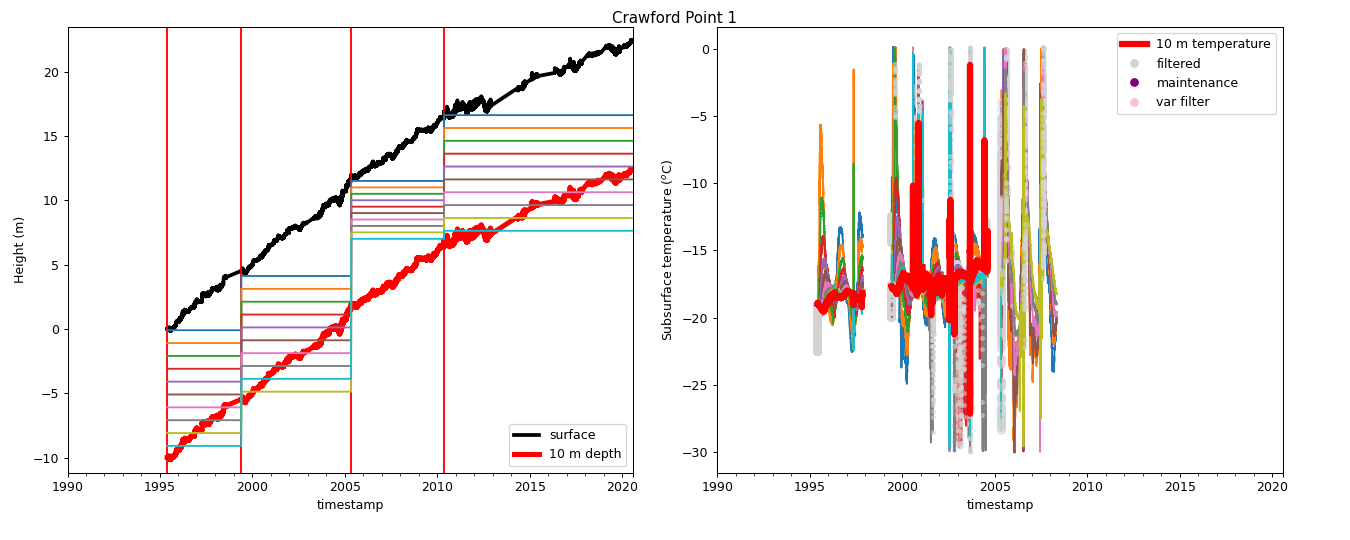 Crawford Point 1
Height (m)
20
15
10
5
0
−5
−10
surface
10 m depth
1990
1995
2000
2005
2010
2015
2020
timestamp
Subsurface temperature (°C)
0
−5
−10
−15
−20
−25
−30
10 m temperature
filtered
maintenance
var filter
1990
1995
2000
2005
2010
2015
2020
timestamp